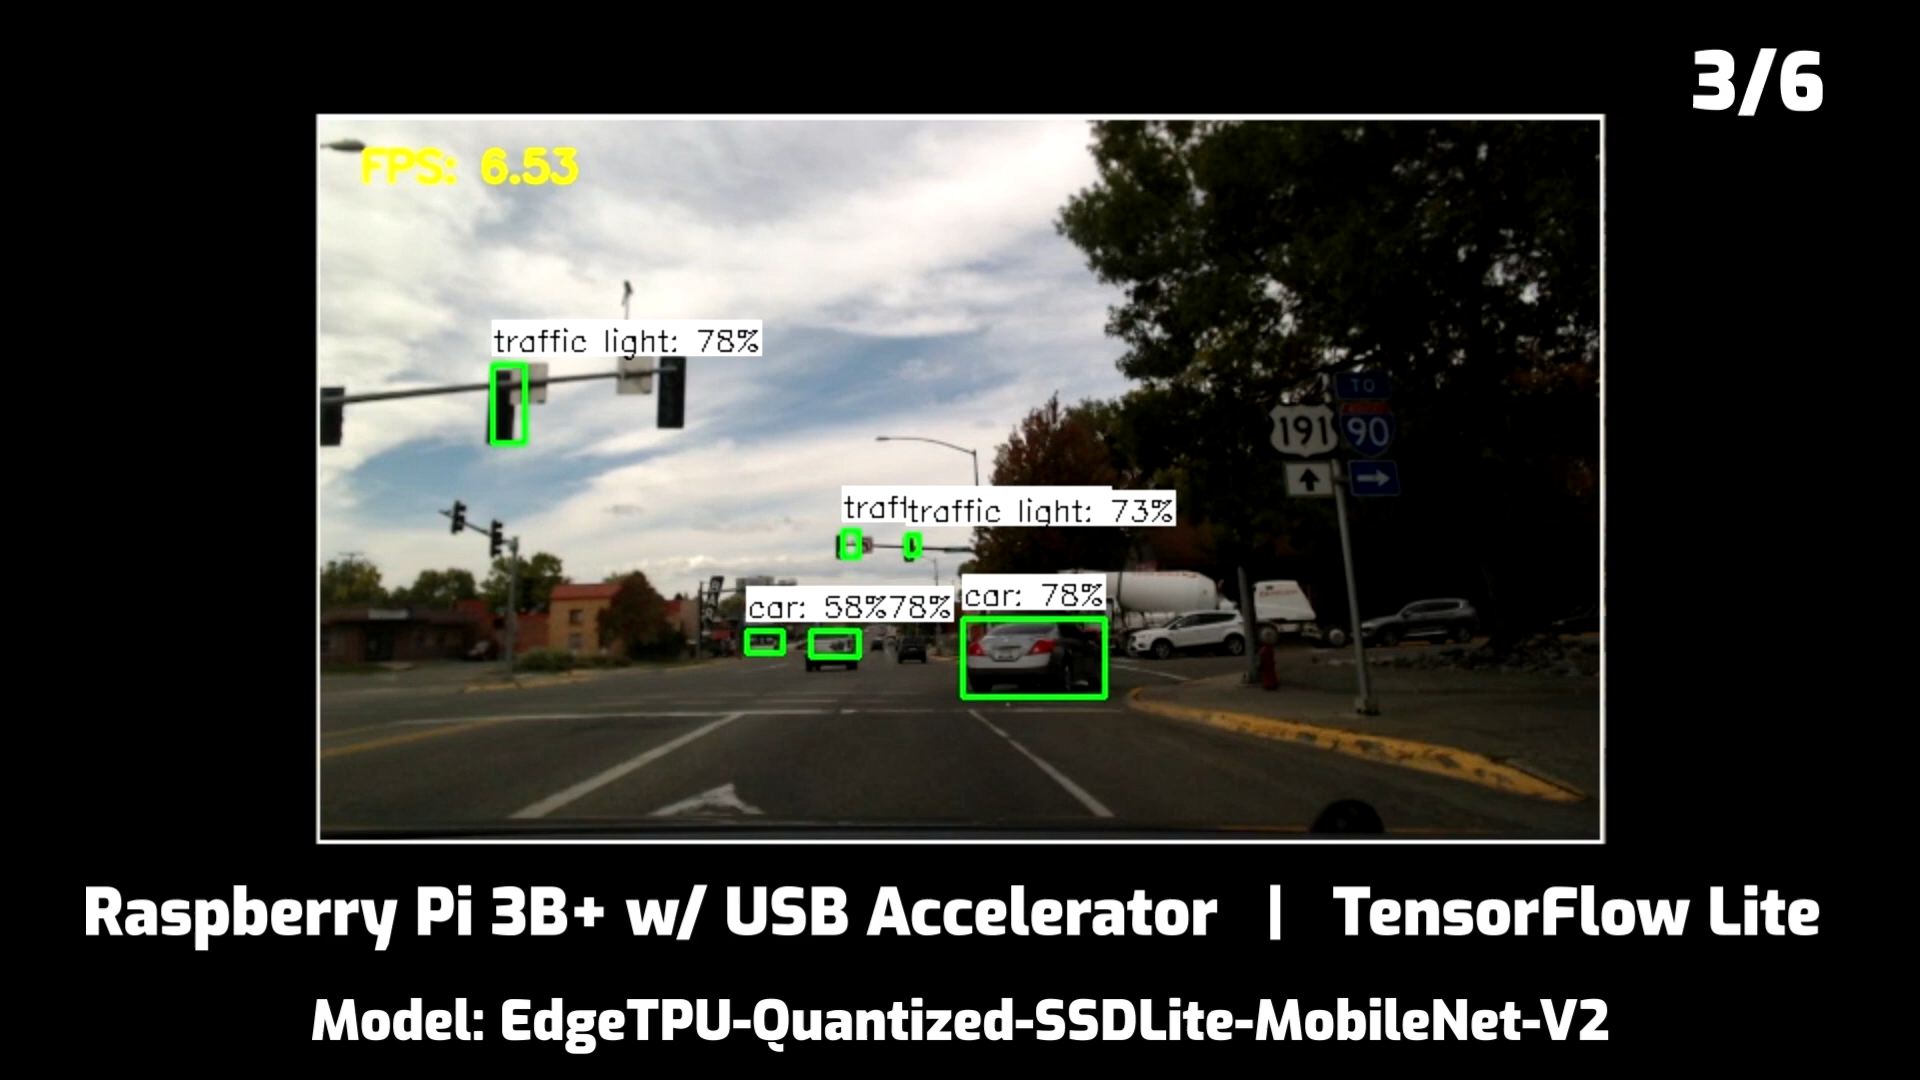 3/6
FPS: 6.53
traffic light: 78%
TO
191 90
traffic light: 73%
car: 58%78%
car: 78%
Raspberry Pi 3B+ w/ USB Accelerator | TensorFlow Lite
Model: EdgeTPU-Quantized-SSDLite-MobileNet-V2